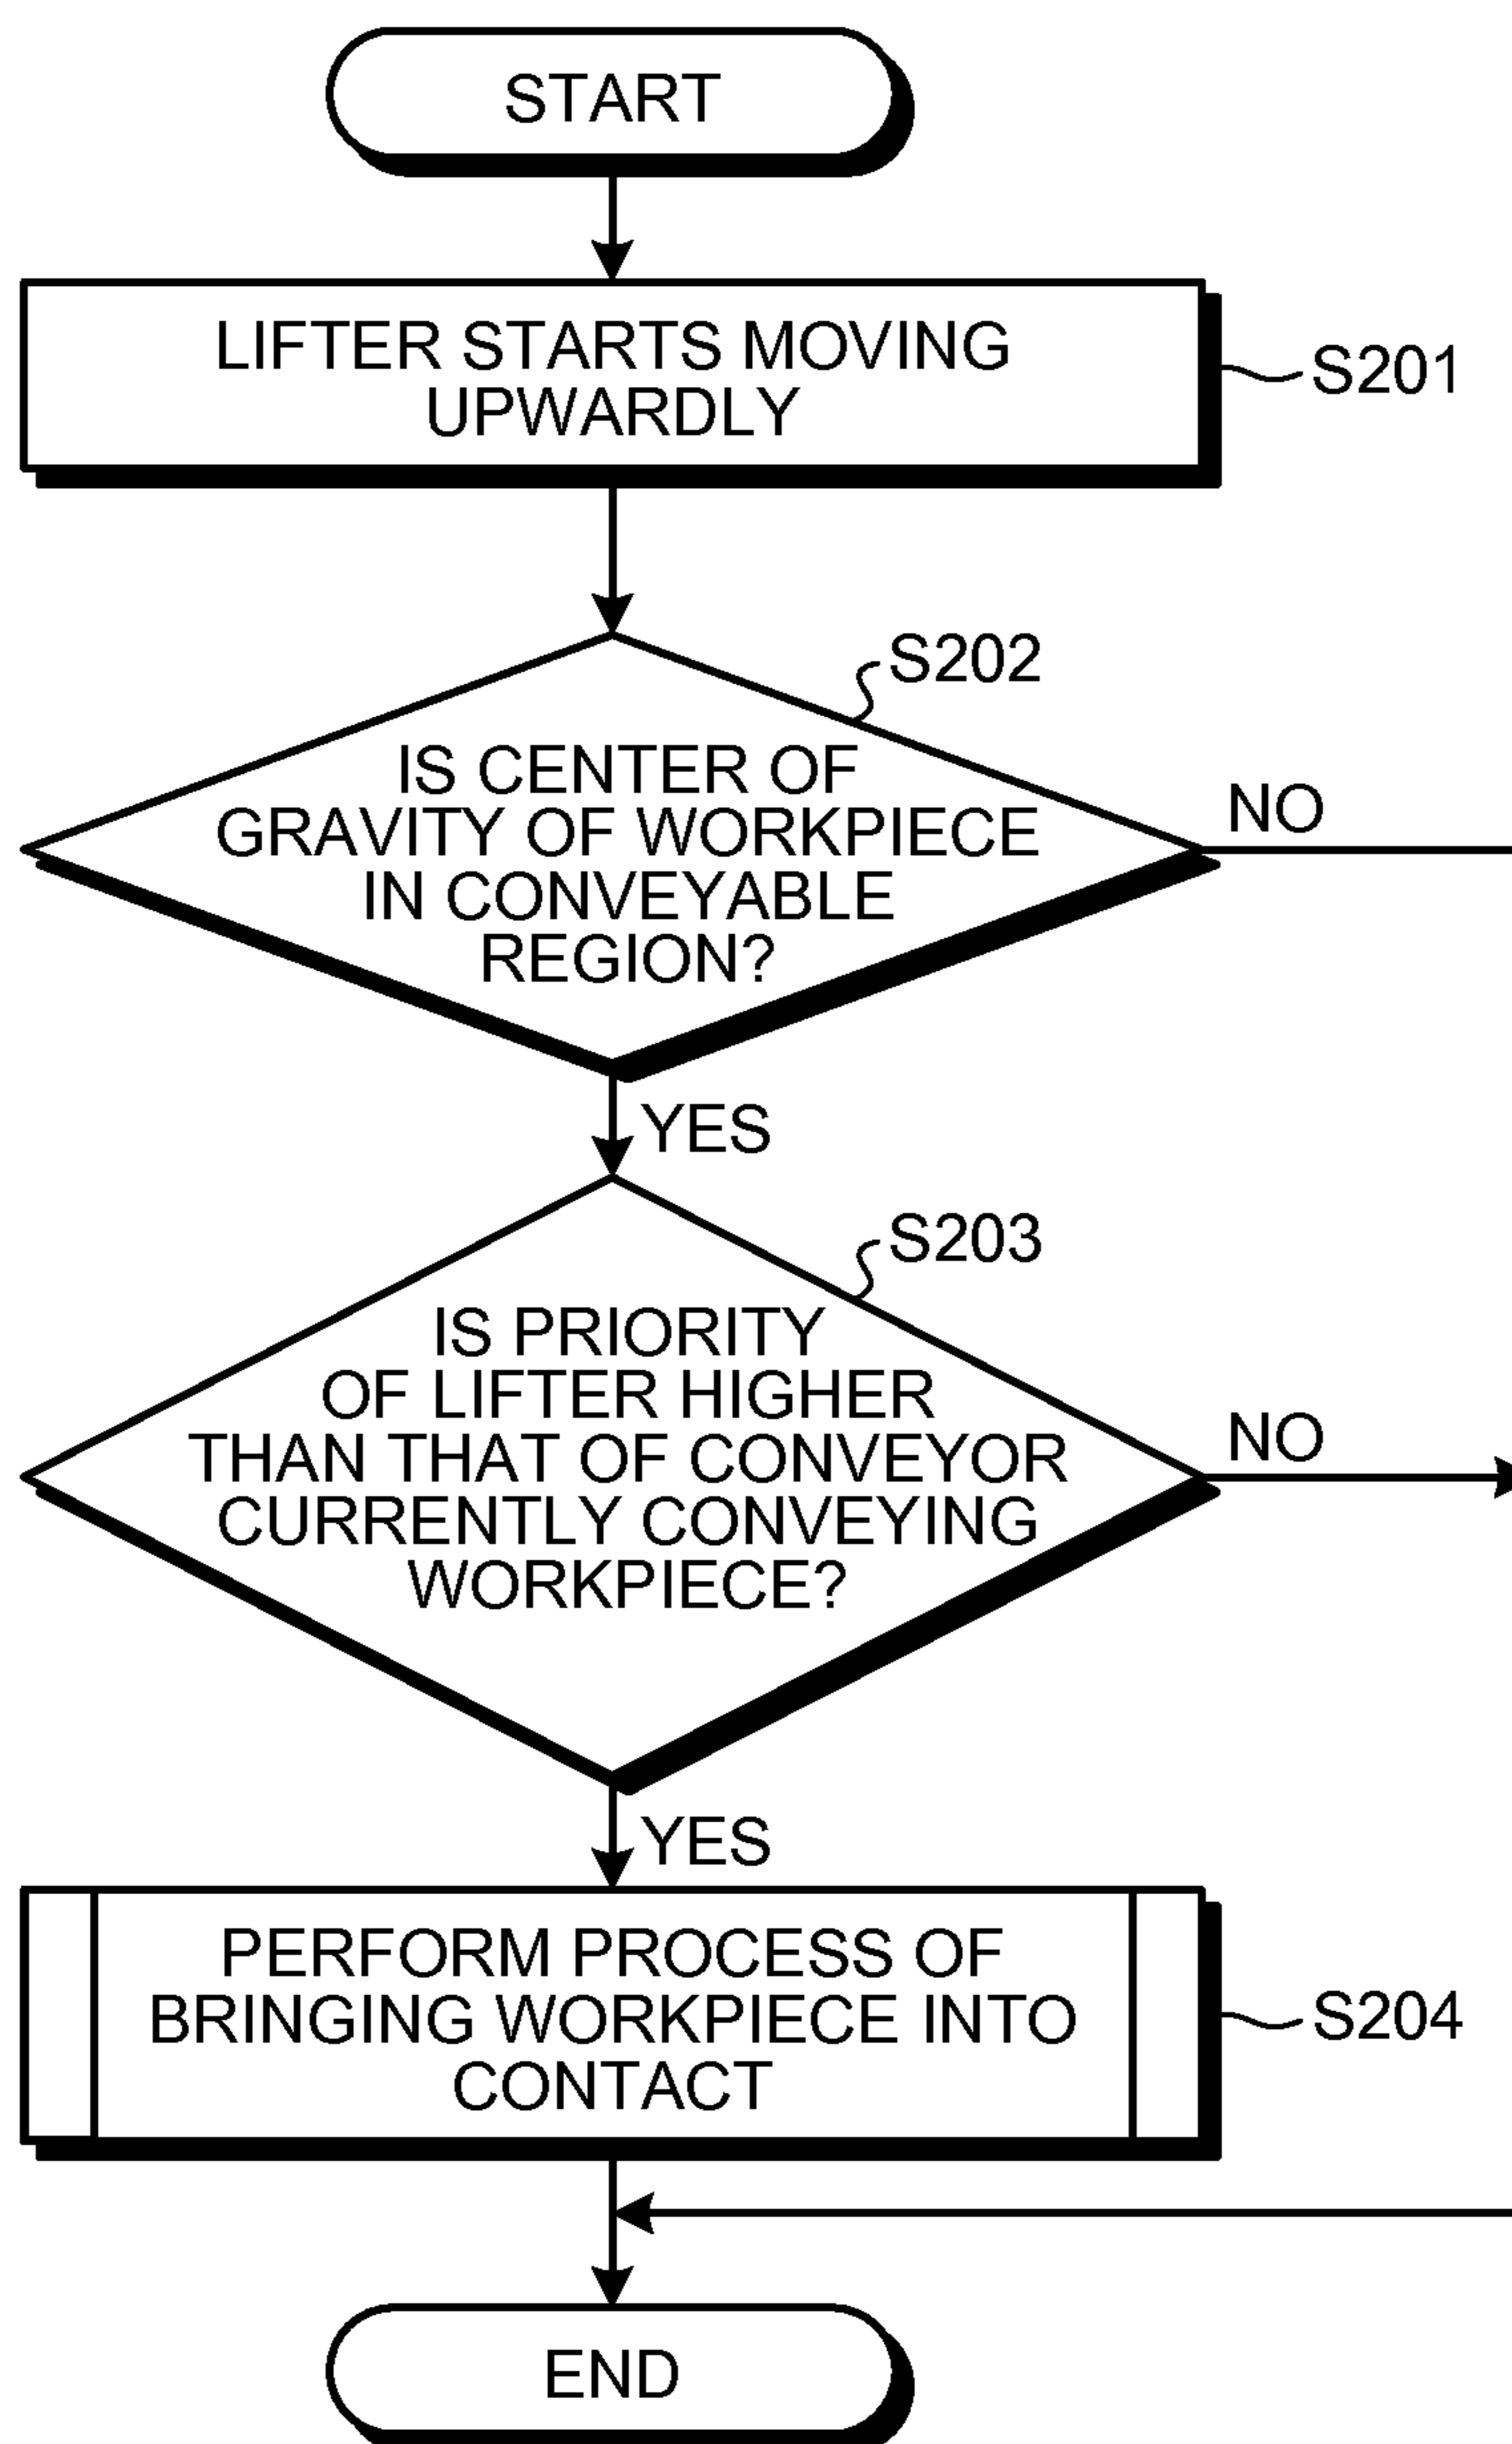 START
LIFTER STARTS MOVING
UPWARDLY
S201
S202
IS CENTER OF
GRAVITY OF WORKPIECE
IN CONVEYABLE
REGION?
NO
YES
S203
IS PRIORITY
OF LIFTER HIGHER
THAN THAT OF CONVEYOR
CURRENTLY CONVEYING
WORKPIECE?
NO
YES
PERFORM PROCESS OF
BRINGING WORKPIECE INTO
CONTACT
S204
END